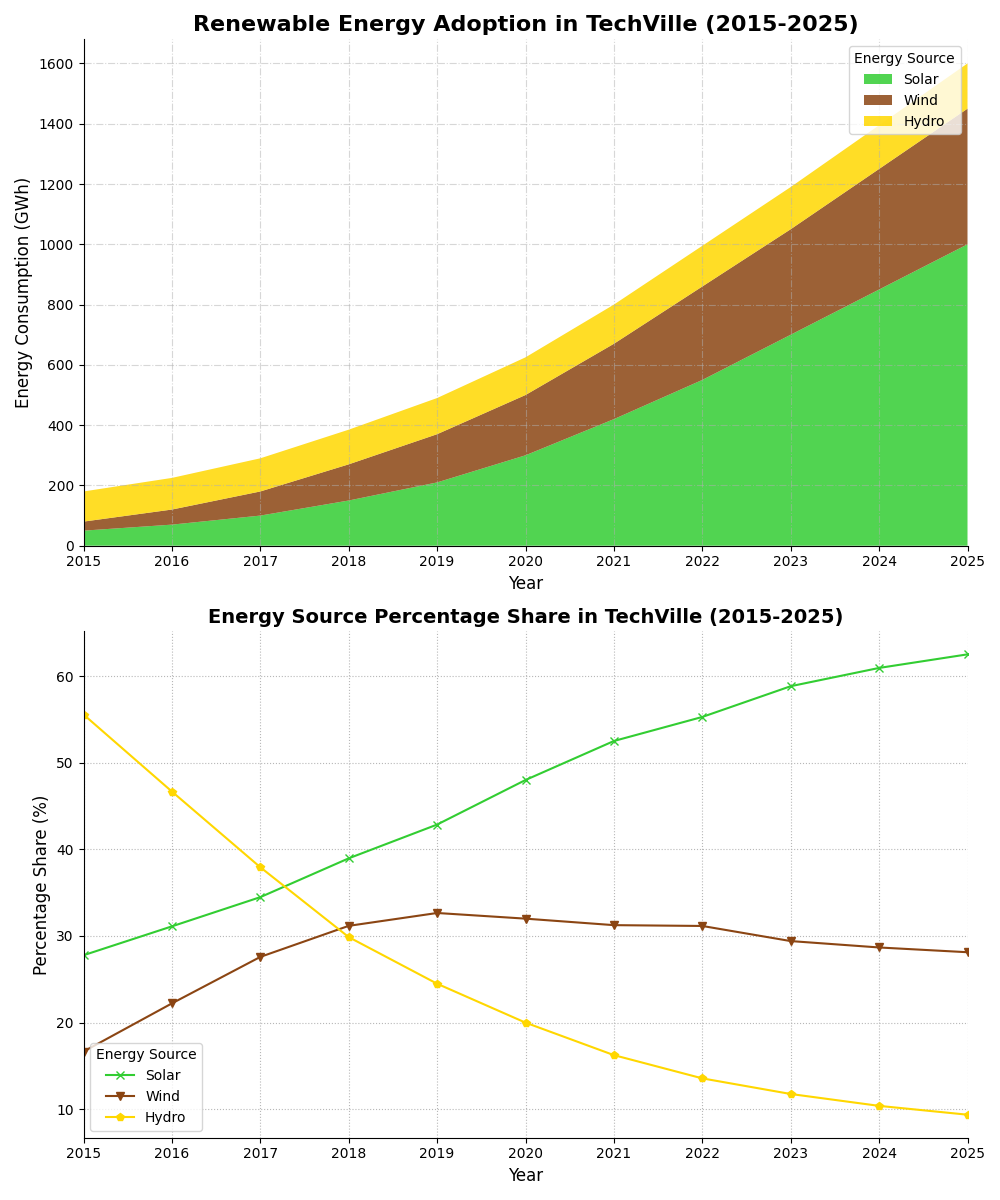 Renewable Energy Adoption in TechVille (2015-2025)
Energy Consumption (GWh)
1600
1400
1200
1000
800
600
400
200
0
Energy Source
Solar
Wind
Hydro
2015 2016 2017 2018 2019 2020 2021 2022 2023 2024 2025
Year
Energy Source Percentage Share in TechVille (2015-2025)
Percentage Share (%)
60
50
40
30
20
10
Energy Source
Solar
Wind
Hydro
2015 2016 2017 2018 2019 2020 2021 2022 2023 2024 2025
Year